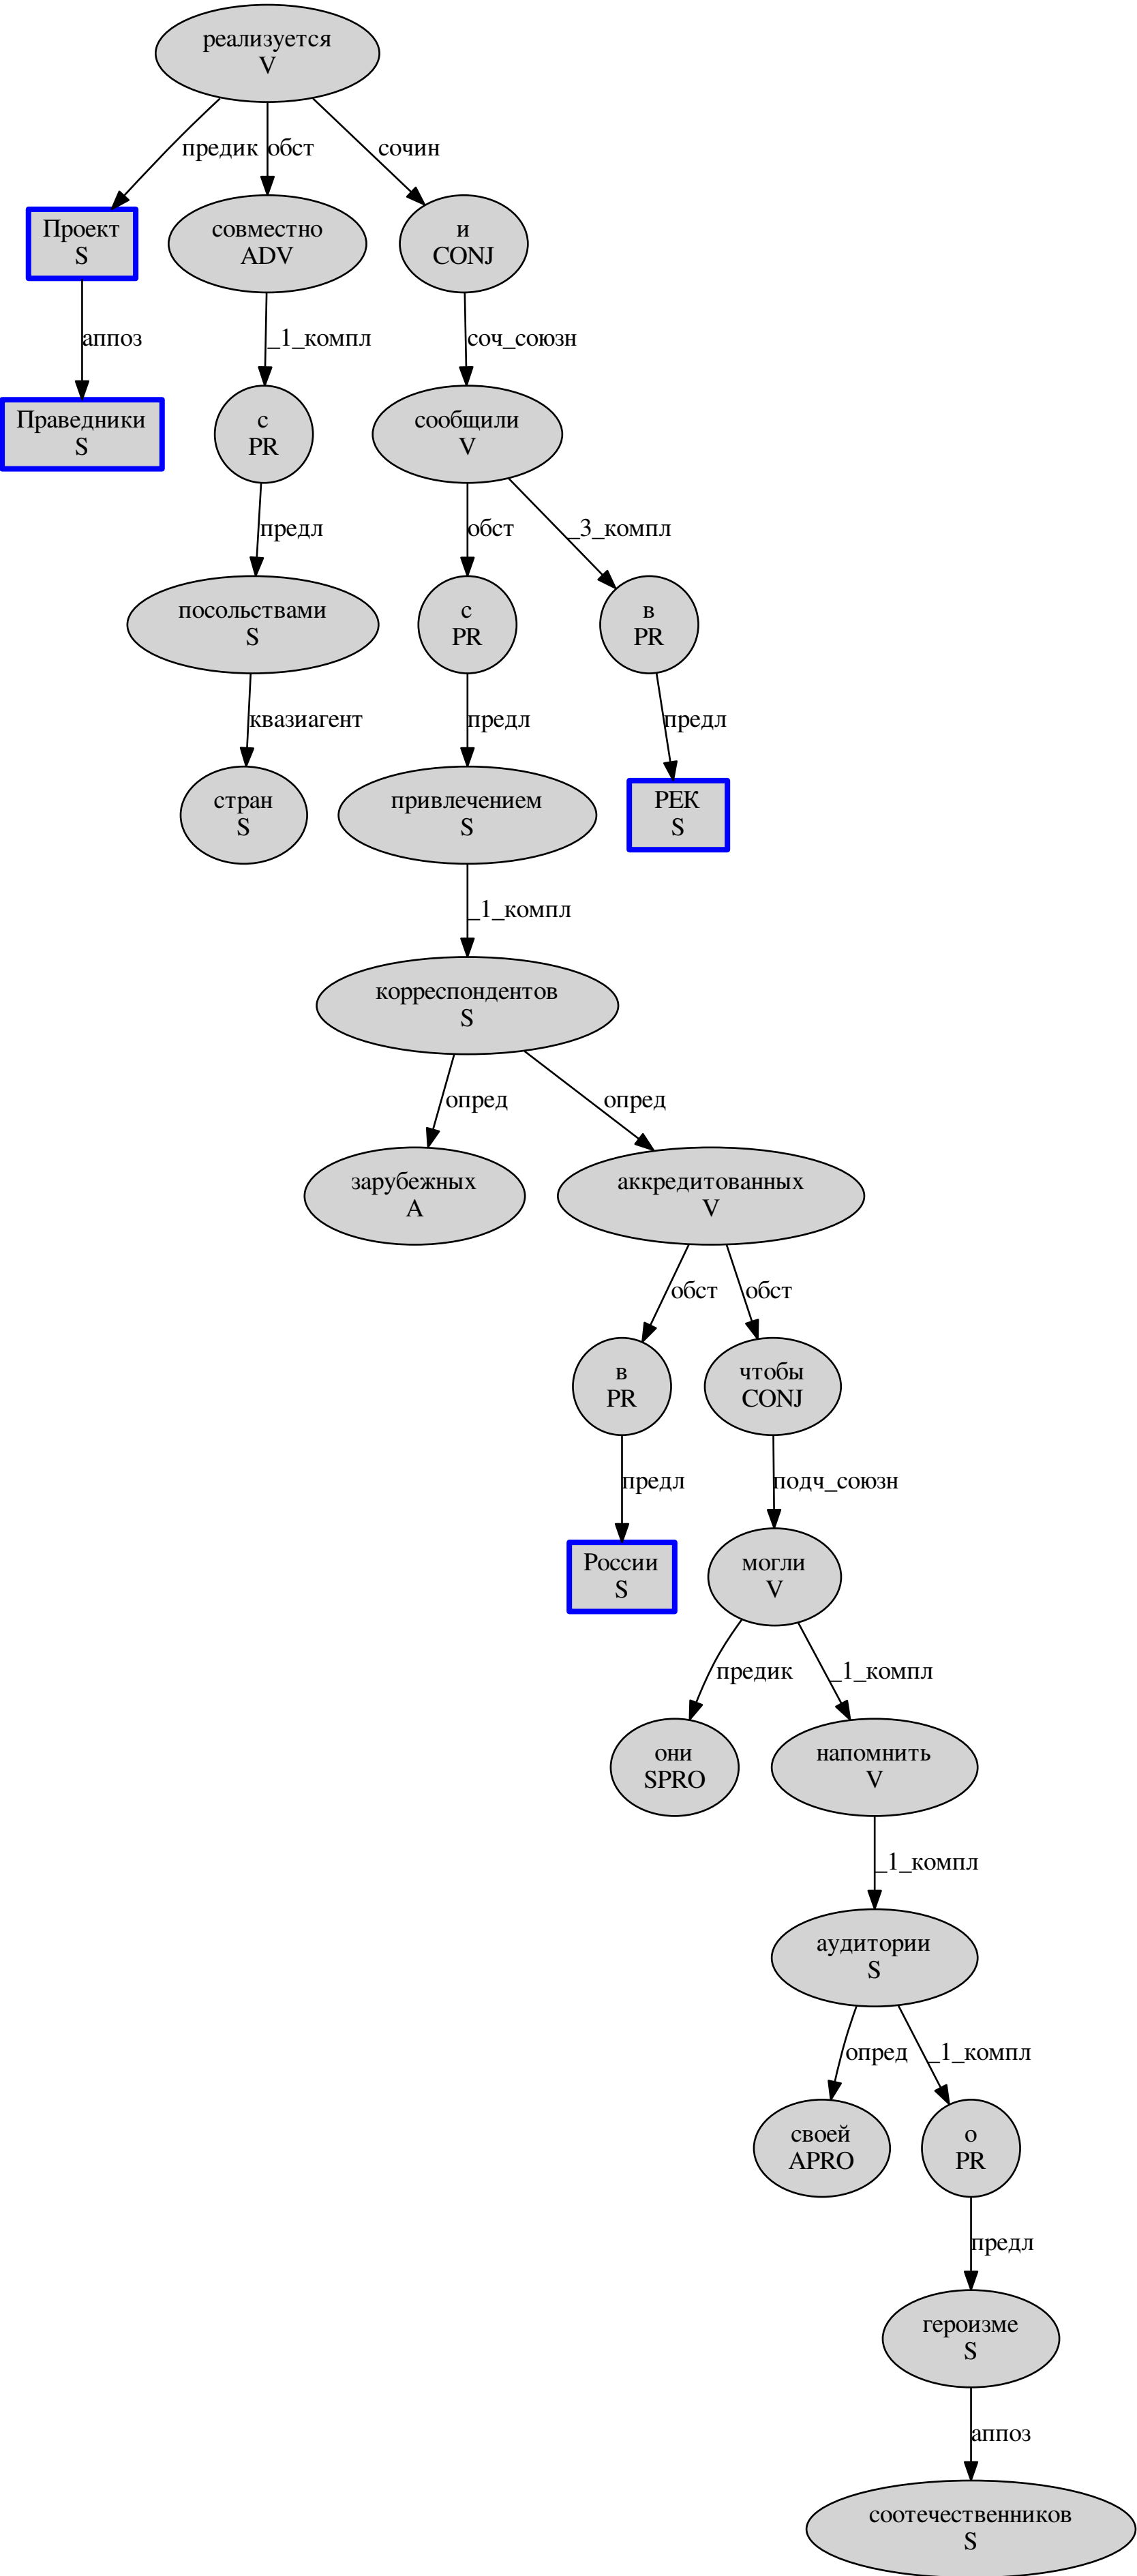 реализуется
V
предик
обст
сочин
Проект
S
совместно
ADV
и
CONJ
аппоз
_1_компл
соч_союзн
Праведники
S
с
PR
сообщили
V
предл
обст
_3_компл
посольствами
S
с
PR
в
PR
квазиагент
предл
предл
стран
S
привлечением
S
РЕК
S
_1_компл
корреспондентов
S
опред
опред
зарубежных
A
аккредитованных
V
обст
обст
в
PR
чтобы
CONJ
предл
подч_союзн
России
S
могли
V
предик
_1_компл
они
SPRO
напомнить
V
_1_компл
аудитории
S
опред
_1_компл
своей
APRO
о
PR
предл
героизме
S
аппоз
соотечественников
S